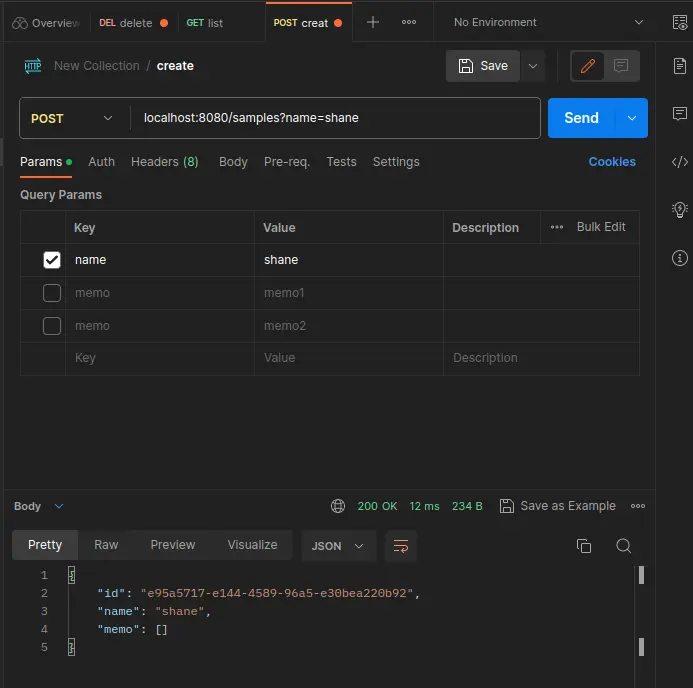 Overview
DEL delete
GET list
POST creat
No Environment
HTTP
New Collection / create
Save
POST
localhost:8080/samples?name=shane
Send
Params
Auth
Headers (8)
Body
Pre-req.
Tests
Settings
Cookies
Query Params
Key Value Description Bulk Edit
name shane
memo memo1
memo memo2
Key Value Description
Body
200 OK 12 ms 234 B Save as Example
Pretty Raw Preview Visualize JSON
1 {
2 "id": "e95a5717-e144-4589-96a5-e30bea220b92",
3 "name": "shane",
4 "memo": []
5 }